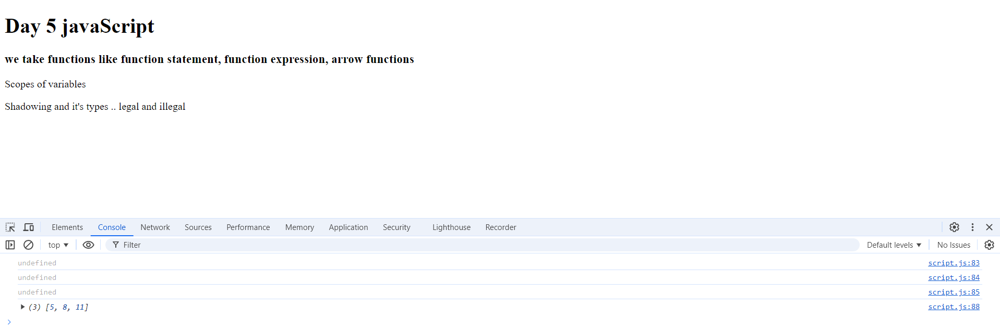 Day 5 javaScript
we take functions like function statement, function expression, arrow functions
Scopes of variables
Shadowing and it's types .. legal and illegal
Elements Console Network Sources Performance Memory Application Security Lighthouse Recorder
top Filter Default levels No Issues
undefined script.js:83
undefined script.js:84
undefined script.js:85
(3) [5, 8, 11] script.js:88